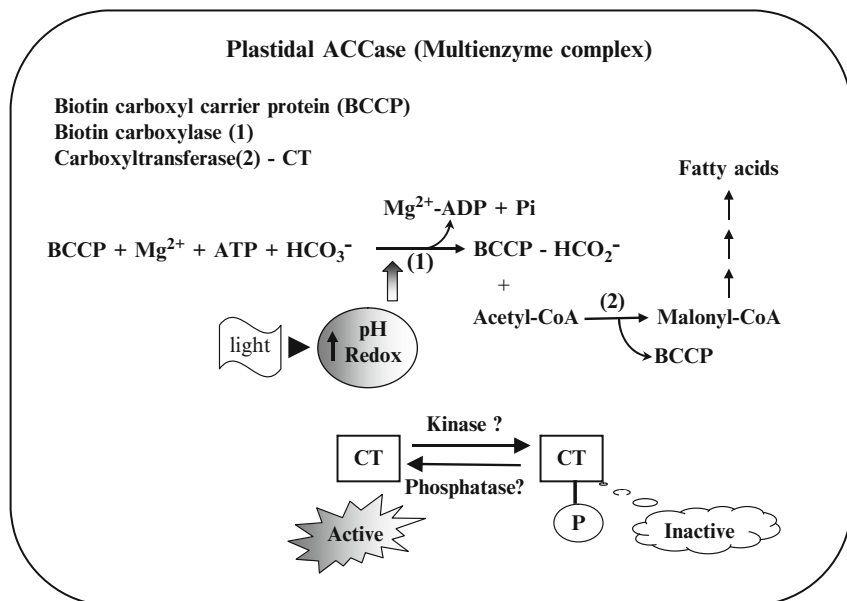 Plastidal ACCase (Multienzyme complex)
Biotin carboxyl carrier protein (BCCP)
Biotin carboxylase (1)
Carboxyltransferase(2) - CT
Fatty acids
Mg²⁺-ADP + Pi
BCCP + Mg²⁺ + ATP + HCO₃⁻
(1)
BCCP - HCO₂⁻
+
Acetyl-CoA
(2)
Malonyl-CoA
BCCP
light
pH
Redox
Kinase ?
CT
CT
Phosphatase?
P
Active
Inactive